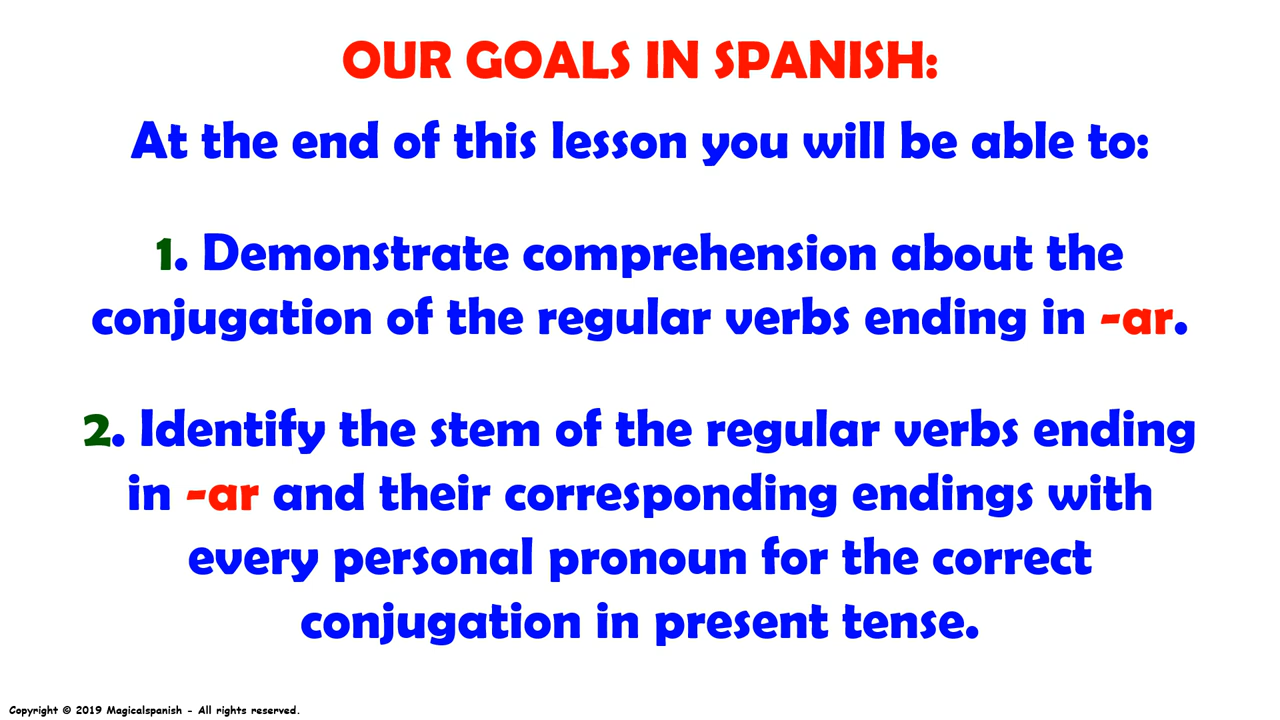 OUR GOALS IN SPANISH:
At the end of this lesson you will be able to:
1. Demonstrate comprehension about the
conjugation of the regular verbs ending in -ar.
2. Identify the stem of the regular verbs ending
in -ar and their corresponding endings with
every personal pronoun for the correct
conjugation in present tense.
Copyright © 2019 Magicalspanish - All rights reserved.